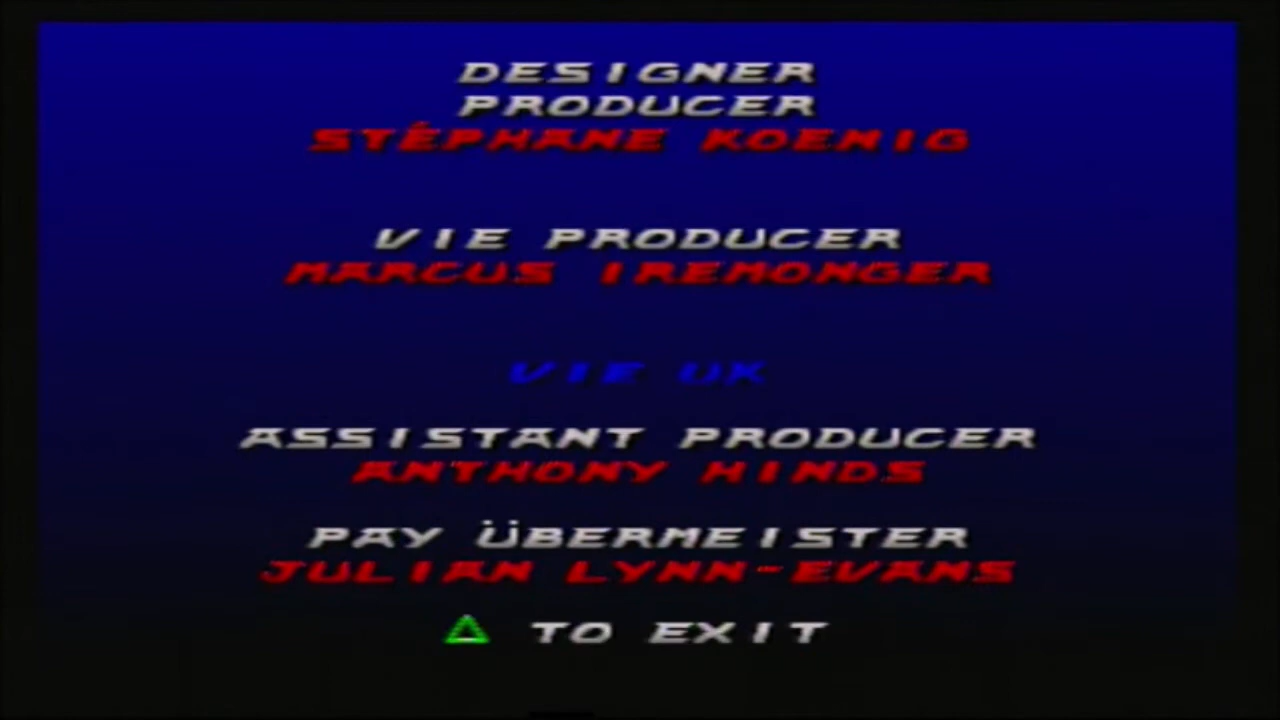 DESIGNER
PRODUCER
STÉPHANE KOENIG
VIE PRODUCER
MARCUS IREMONGER
VIE UK
ASSISTANT PRODUCER
ANTHONY HINDS
PAY ÜBERMEISTER
JULIAN LYNN-EVANS
TO EXIT